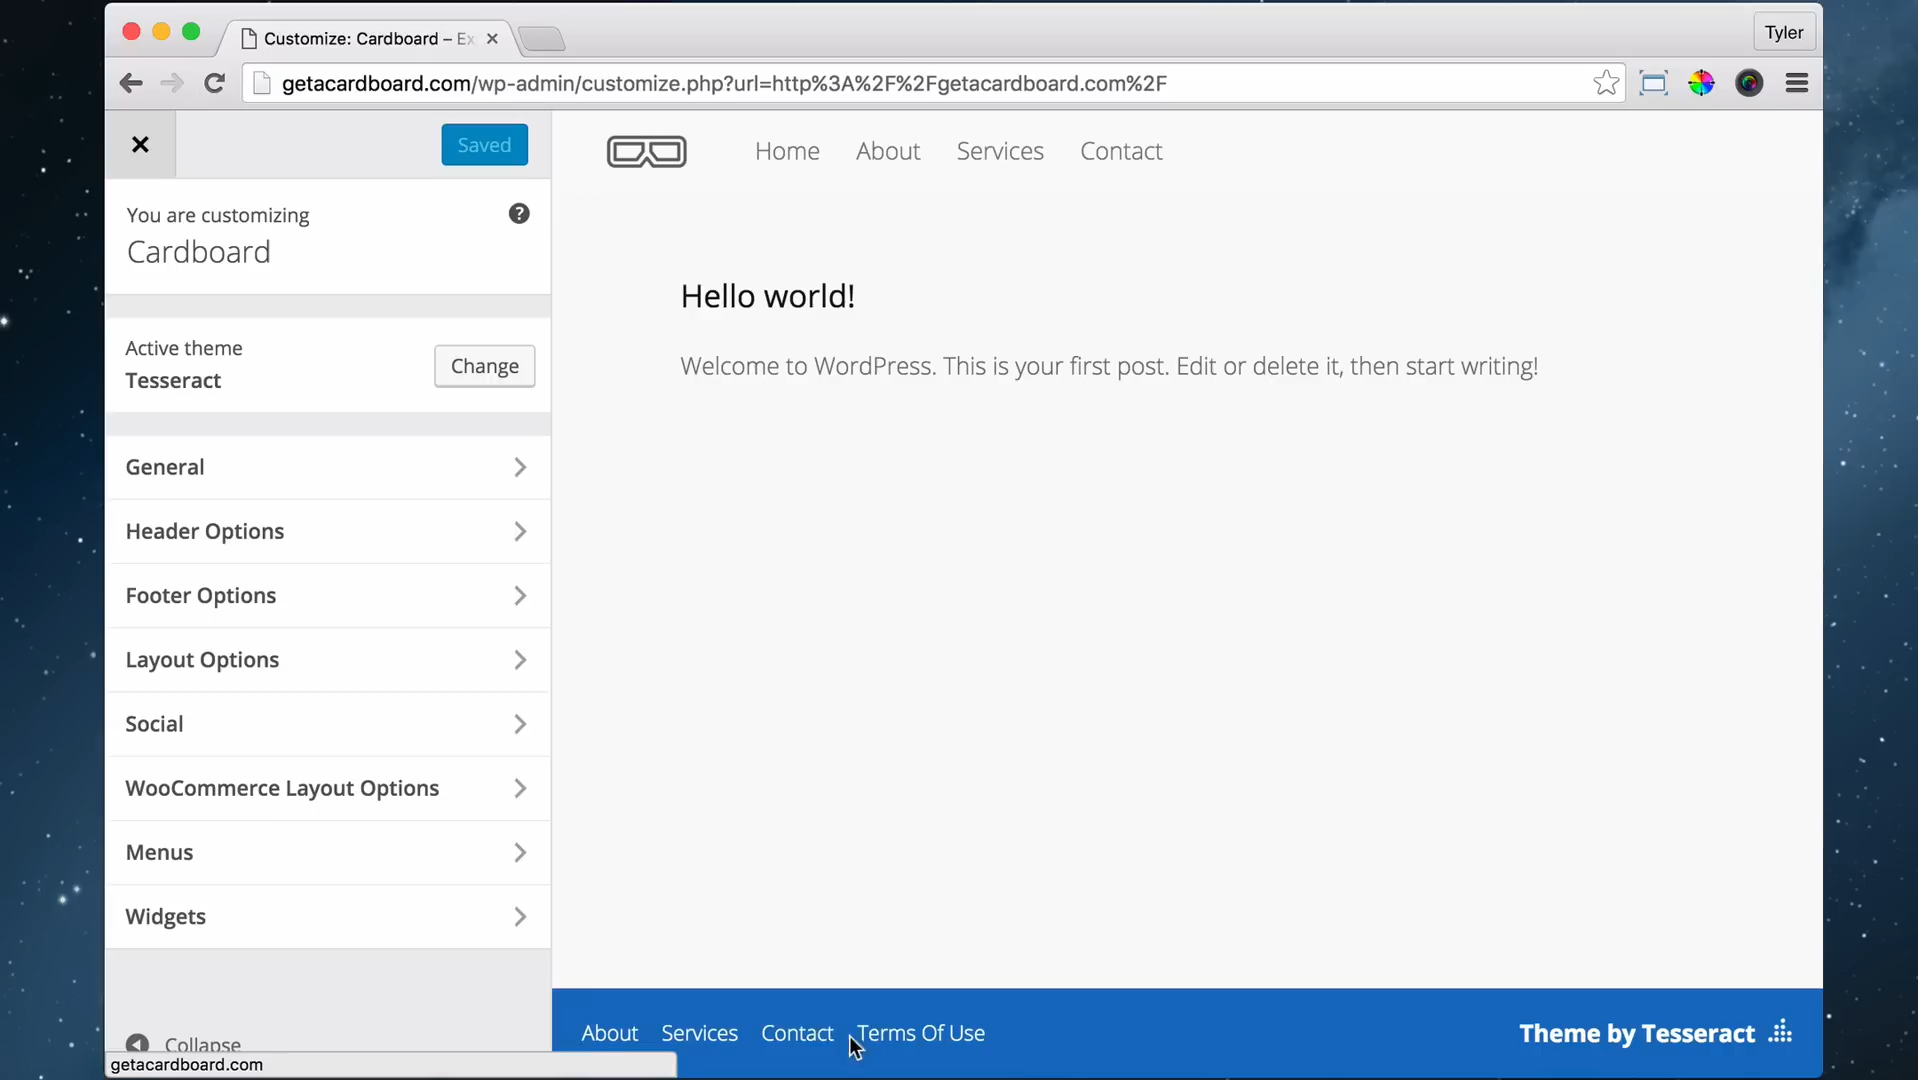 Customize: Cardboard – Ex
Tyler
getacardboard.com/wp-admin/customize.php?url=http%3A%2F%2Fgetacardboard.com%2F
Saved
Home About Services Contact
You are customizing
Cardboard
Hello world!
Active theme
Tesseract
Change
Welcome to WordPress. This is your first post. Edit or delete it, then start writing!
General
Header Options
Footer Options
Layout Options
Social
WooCommerce Layout Options
Menus
Widgets
About Services Contact Terms Of Use
Theme by Tesseract
Collapse
getacardboard.com